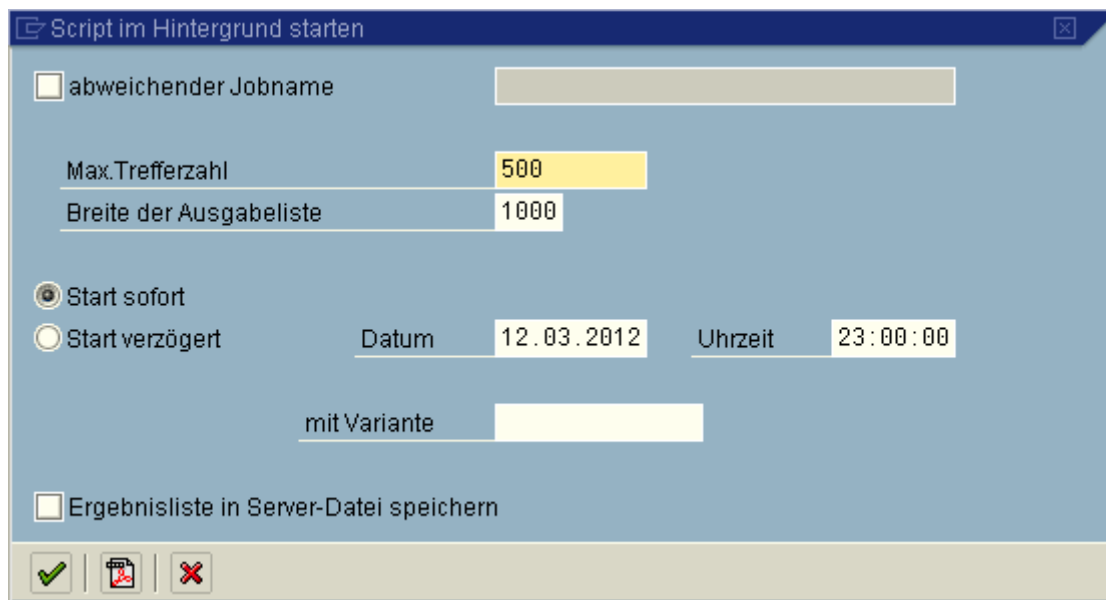 Script im Hintergrund starten
abweichender Jobname
Max.Trefferzahl 500
Breite der Ausgabeliste 1000
Start sofort
Start verzögert Datum 12.03.2012 Uhrzeit 23:00:00
mit Variante
Ergebnisliste in Server-Datei speichern